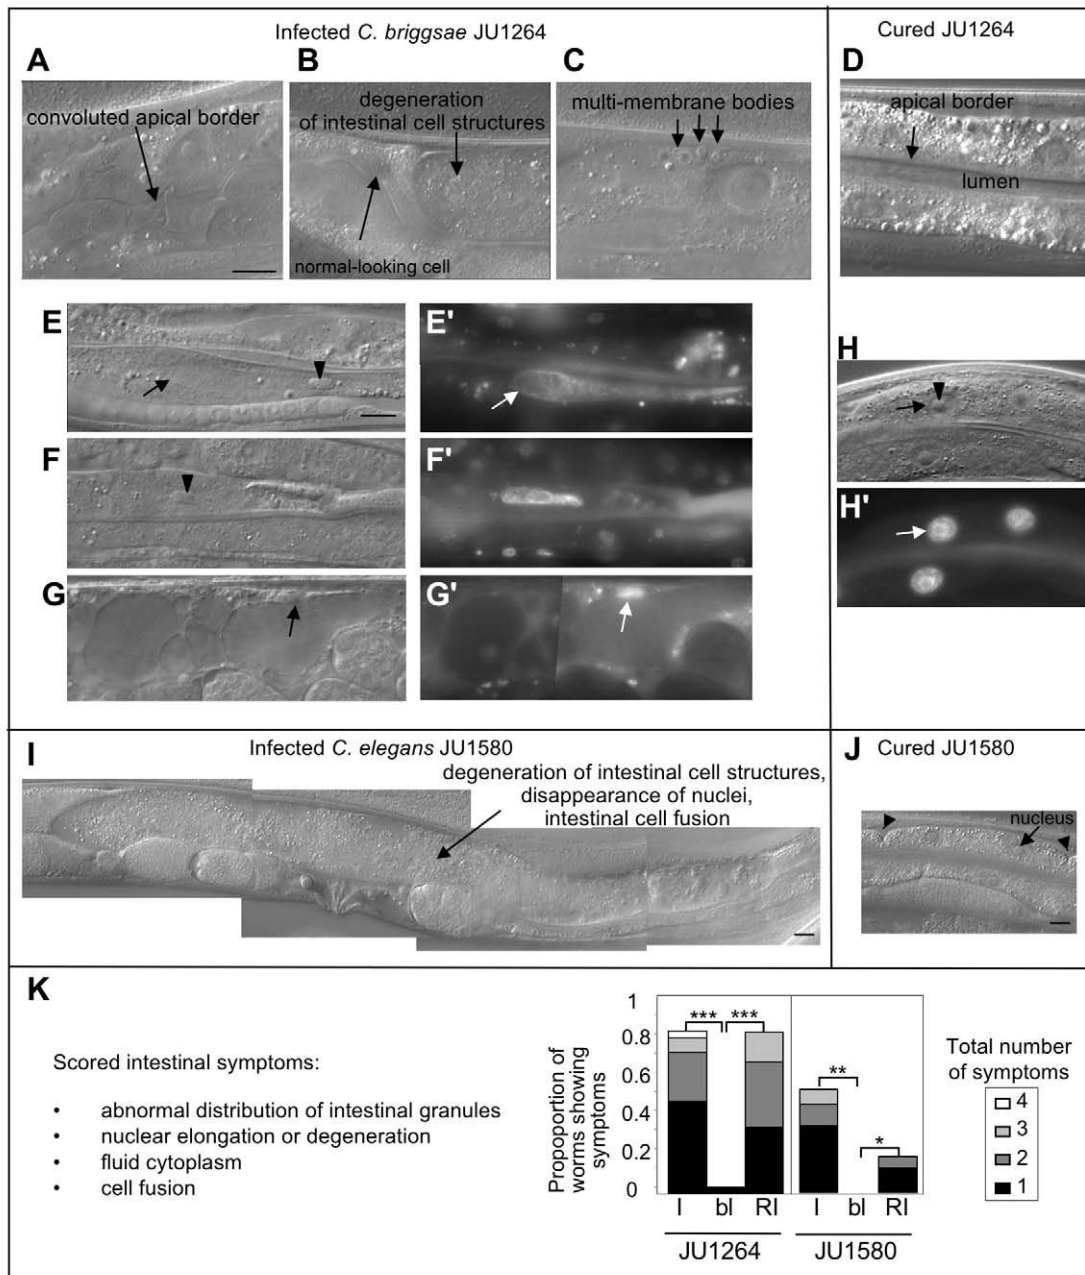 Infected C. briggsae JU1264
Cured JU1264
A
convoluted apical border
B
degeneration
of intestinal cell structures
normal-looking cell
C
multi-membrane bodies
D
apical border
lumen
E
E'
F
F'
G
G'
H
H'
I
Infected C. elegans JU1580
degeneration of intestinal cell structures,
disappearance of nuclei,
intestinal cell fusion
J
Cured JU1580
nucleus
K
Scored intestinal symptoms:
• abnormal distribution of intestinal granules
• nuclear elongation or degeneration
• fluid cytoplasm
• cell fusion
Propoportion of
worms showing
symptoms
1
0.8
0.6
0.4
0.2
0
*** ***
**
*
I bI RI I bI RI
JU1264 JU1580
Total number
of symptoms
4
3
2
1